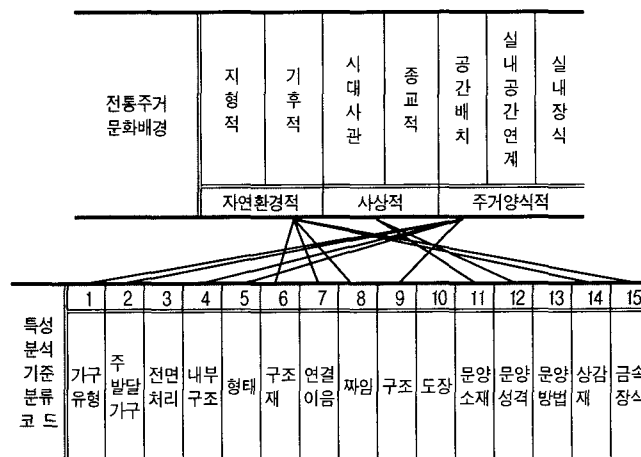 전통주거
문화배경
지형적
기후적
시대사관
종교적
공간배치
실내공간연계
실내장식
자연환경적
사상적
주거양식적
특성
분석
기준
분류
코드
1 2 3 4 5 6 7 8 9 10 11 12 13 14 15
가구
유형
주
발달
가구
전면
처리
내부
구조
형태
구조
재
연결
이음
짜임
구조
도장
문양
소재
문양
성격
문양
방법
상감
재
금속
장식